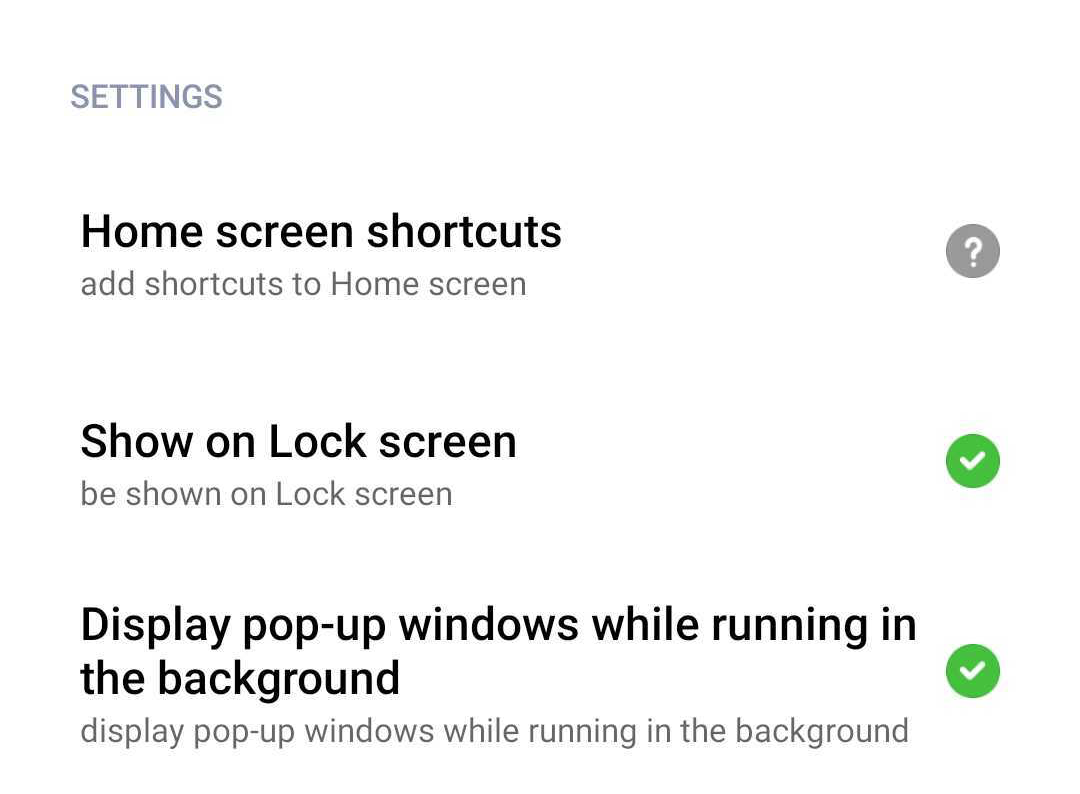 SETTINGS
Home screen shortcuts
add shortcuts to Home screen
?
Show on Lock screen
be shown on Lock screen
Display pop-up windows while running in
the background
display pop-up windows while running in the background